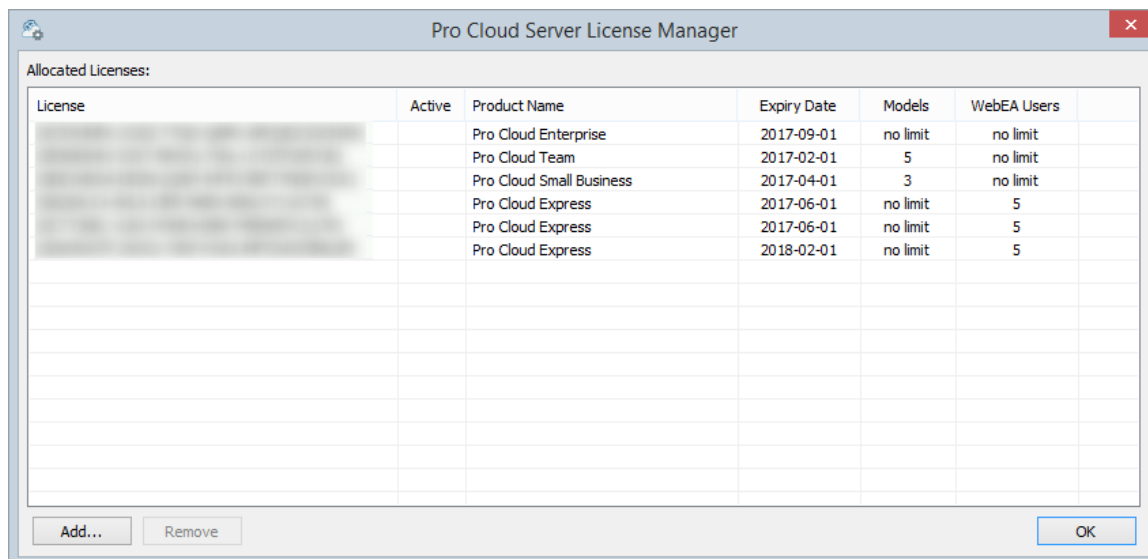 Pro Cloud Server License Manager
Allocated Licenses:
License Active Product Name Expiry Date Models WebEA Users
Pro Cloud Enterprise 2017-09-01 no limit no limit
Pro Cloud Team 2017-02-01 5 no limit
Pro Cloud Small Business 2017-04-01 3 no limit
Pro Cloud Express 2017-06-01 no limit 5
Pro Cloud Express 2017-06-01 no limit 5
Pro Cloud Express 2018-02-01 no limit 5
Add... Remove OK